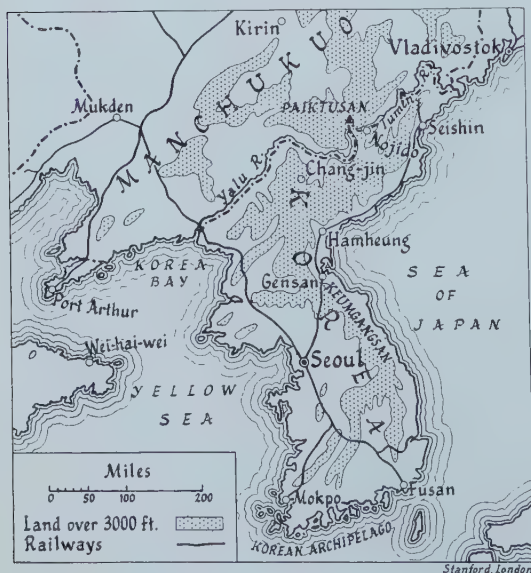 Kirin
Vladivostok
Mukden
MANCHUKUO
PAIKTUSAN
Tumen R.
Seishin
Nojido
Chang-jin
Yalu R.
KOREA
Hamheung
KOREA
BAY
Gensan
KEUMGANGSAN
SEA
OF
JAPAN
Port Arthur
Wei-hai-wei
Seoul
YELLOW
SEA
Miles
0 50 100 200
Mokpo
Fusan
Land over 3000 ft.
Railways
KOREAN ARCHIPELAGO
Stanford, London